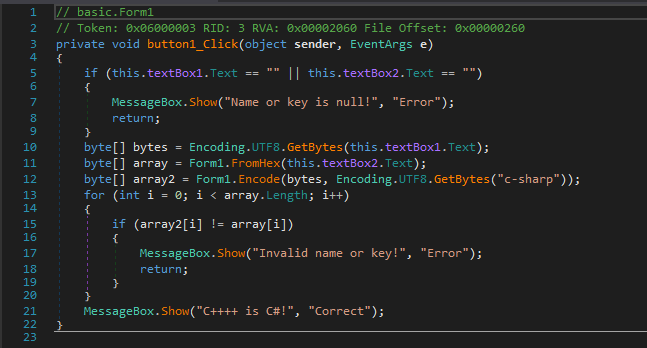 1 // basic.Form1
2 // Token: 0x06000003 RID: 3 RVA: 0x00002060 File Offset: 0x00000260
3 private void button1_Click(object sender, EventArgs e)
4 {
5     if (this.textBox1.Text == "" || this.textBox2.Text == "")
6     {
7         MessageBox.Show("Name or key is null!", "Error");
8         return;
9     }
10     byte[] bytes = Encoding.UTF8.GetBytes(this.textBox1.Text);
11     byte[] array = Form1.FromHex(this.textBox2.Text);
12     byte[] array2 = Form1.Encode(bytes, Encoding.UTF8.GetBytes("c-sharp"));
13     for (int i = 0; i < array.Length; i++)
14     {
15         if (array2[i] != array[i])
16         {
17             MessageBox.Show("Invalid name or key!", "Error");
18             return;
19         }
20     }
21     MessageBox.Show("C++++ is C#!", "Correct");
22 }
23